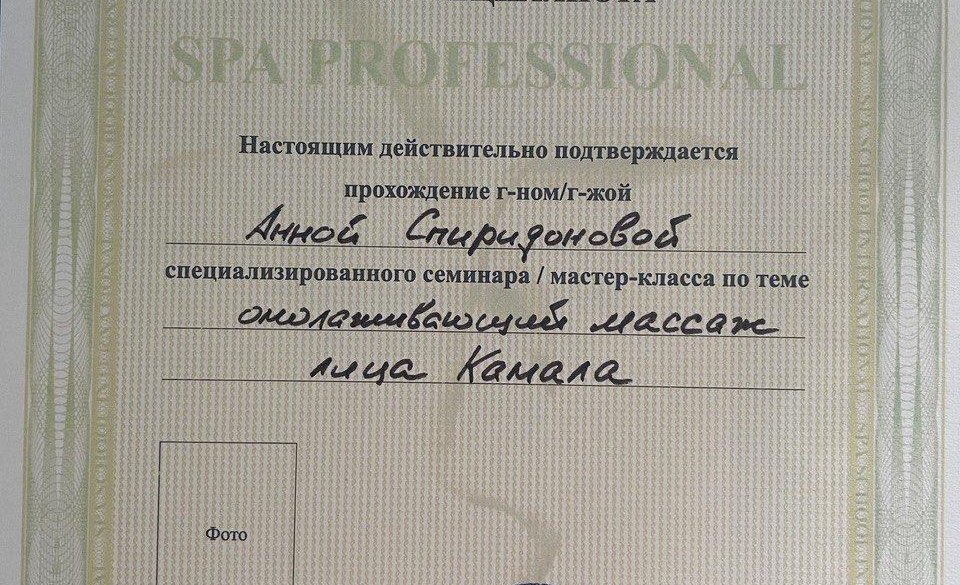 SPA PROFESSIONAL
Настоящим действительно подтверждается
прохождение г-ном/г-жой
Анной Спиридоновой
специализированного семинара / мастер-класса по теме
омолаживающий массаж
лица Камала
Фото